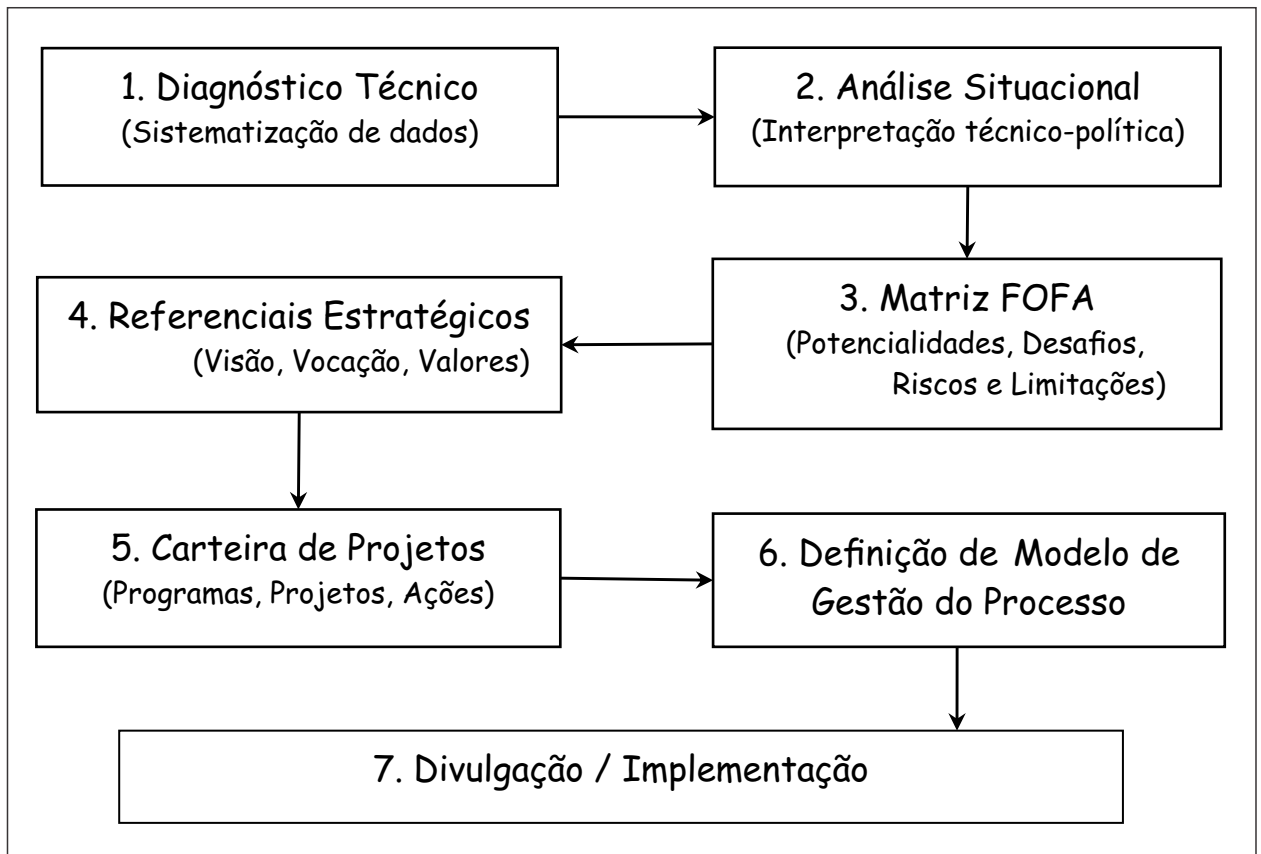 1. Diagnóstico Técnico
(Sistematização de dados)
2. Análise Situacional
(Interpretação técnico-política)
3. Matriz FOFA
(Potencialidades, Desafios,
Riscos e Limitações)
4. Referenciais Estratégicos
(Visão, Vocação, Valores)
5. Carteira de Projetos
(Programas, Projetos, Ações)
6. Definição de Modelo de
Gestão do Processo
7. Divulgação / Implementação